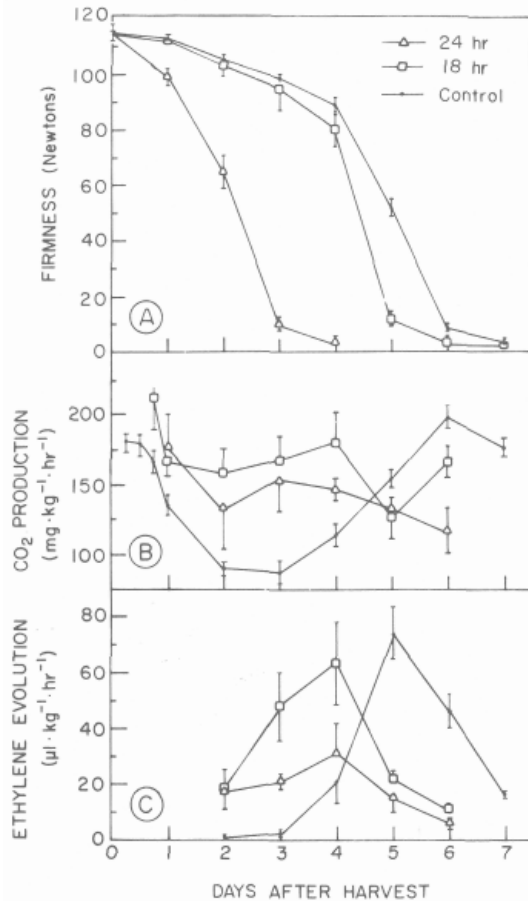 120
100
80
60
40
20
10
0
FIRMNESS (Newtons)
24 hr
18 hr
Control
A
200
150
100
CO₂ PRODUCTION
(mg·kg⁻¹·hr⁻¹)
B
80
60
40
20
0
ETHYLENE EVOLUTION
(µl·kg⁻¹·hr⁻¹)
C
0 1 2 3 4 5 6 7
DAYS AFTER HARVEST